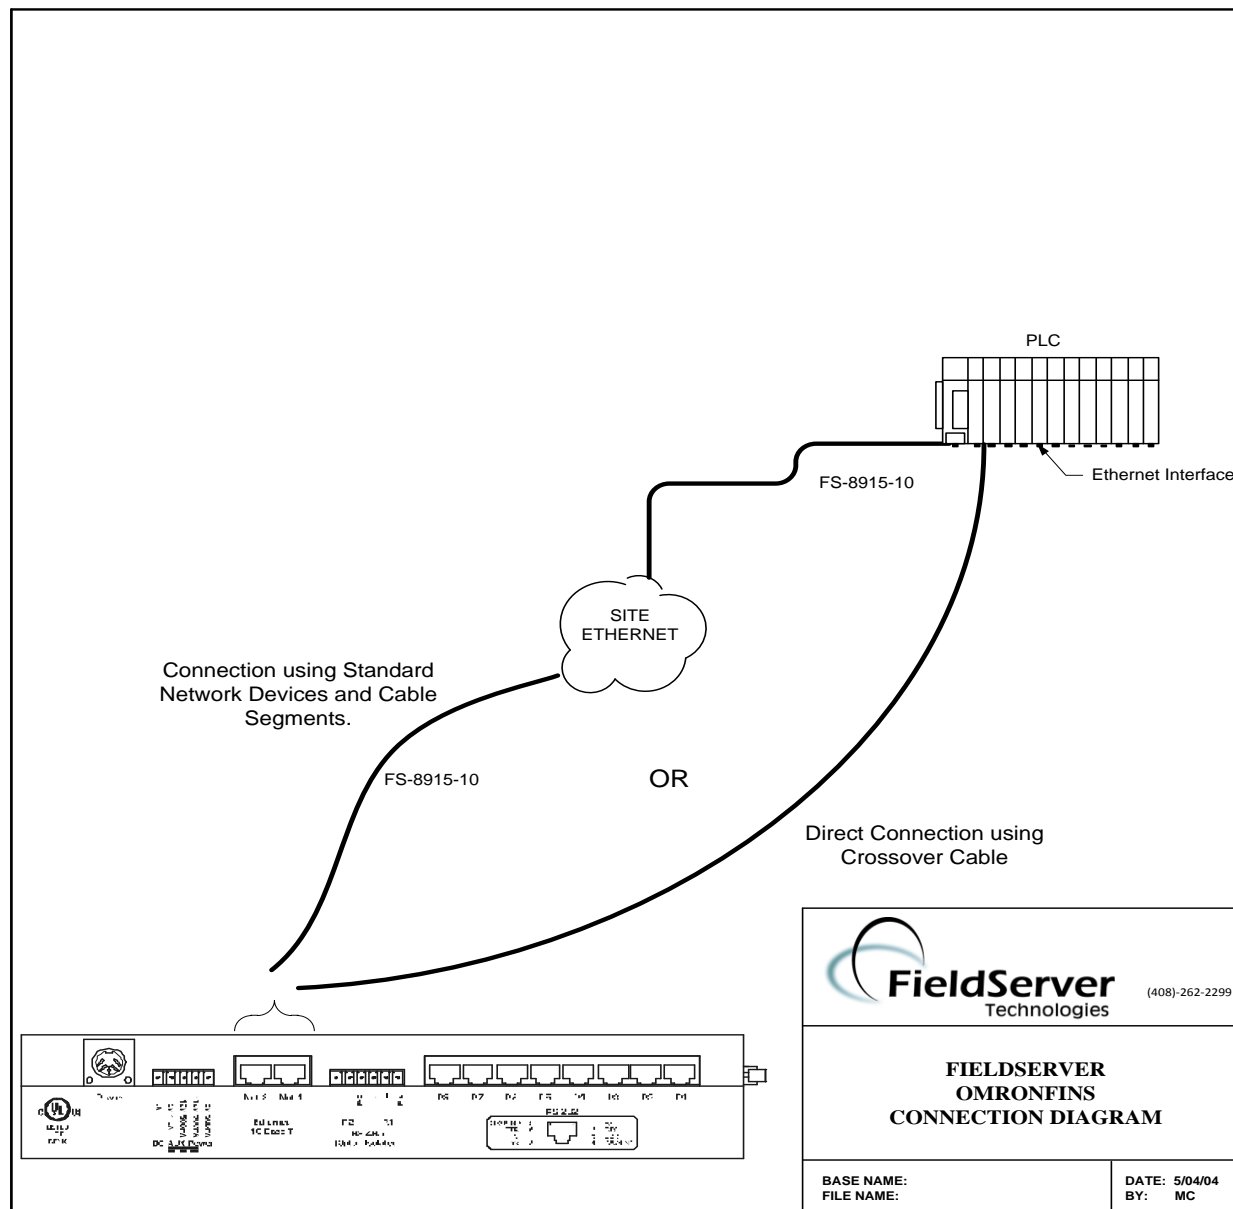 PLC
Ethernet Interface
FS-8915-10
SITE
ETHERNET
Connection using Standard
Network Devices and Cable
Segments.
FS-8915-10
OR
Direct Connection using
Crossover Cable
FieldServer
Technologies
(408)-262-2299
FIELDSERVER
OMRONFINS
CONNECTION DIAGRAM
BASE NAME:
FILE NAME:
DATE: 5/04/04
BY: MC
UL